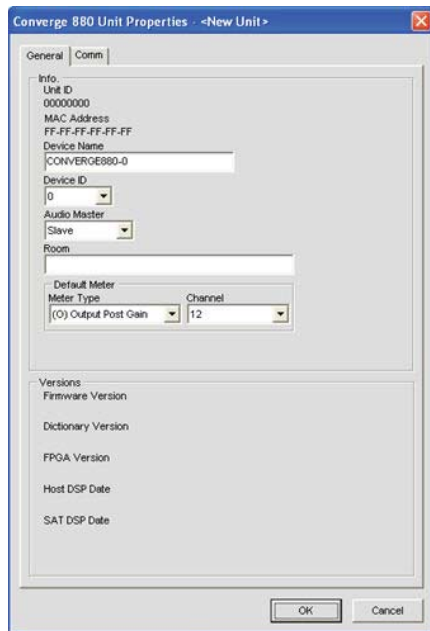 Converge 880 Unit Properties - <New Unit>
General Comm
Info.
Unit ID
00000000
MAC Address
FF-FF-FF-FF-FF-FF
Device Name
CONVERGE880-0
Device ID
0
Audio Master
Slave
Room
Default Meter
Meter Type Channel
(O) Output Post Gain 12
Versions
Firmware Version
Dictionary Version
FPGA Version
Host DSP Date
SAT DSP Date
OK Cancel